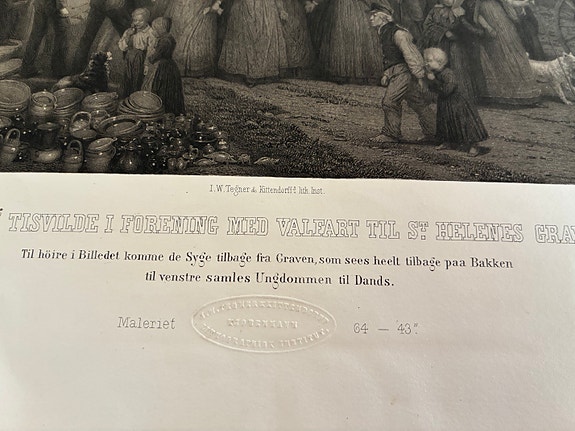 I.W. Tegner & Kittendorff's lith. Inst.
TISVILDE I FORENING MED VALFART TIL ST. HELENES
Til höire i Billedet komme de Syge tilbage fra Graven, som sees heelt tilbage paa Bakken
til venstre samles Ungdommen til Dands.
Maleriet 64 — 43"